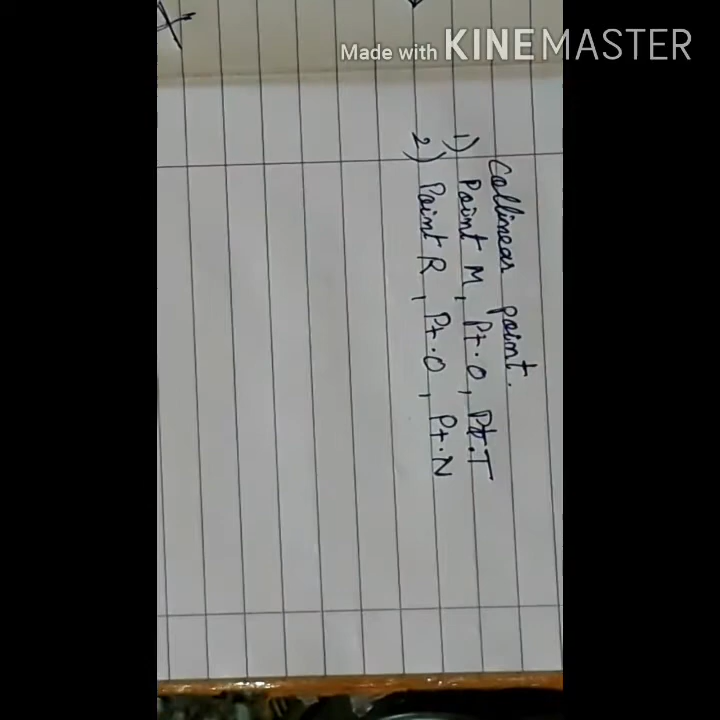 Made with KINEMASTER
Collinear point.
1) Point M, Pt. O, Pt. T
2) Point R, Pt. O, Pt. N